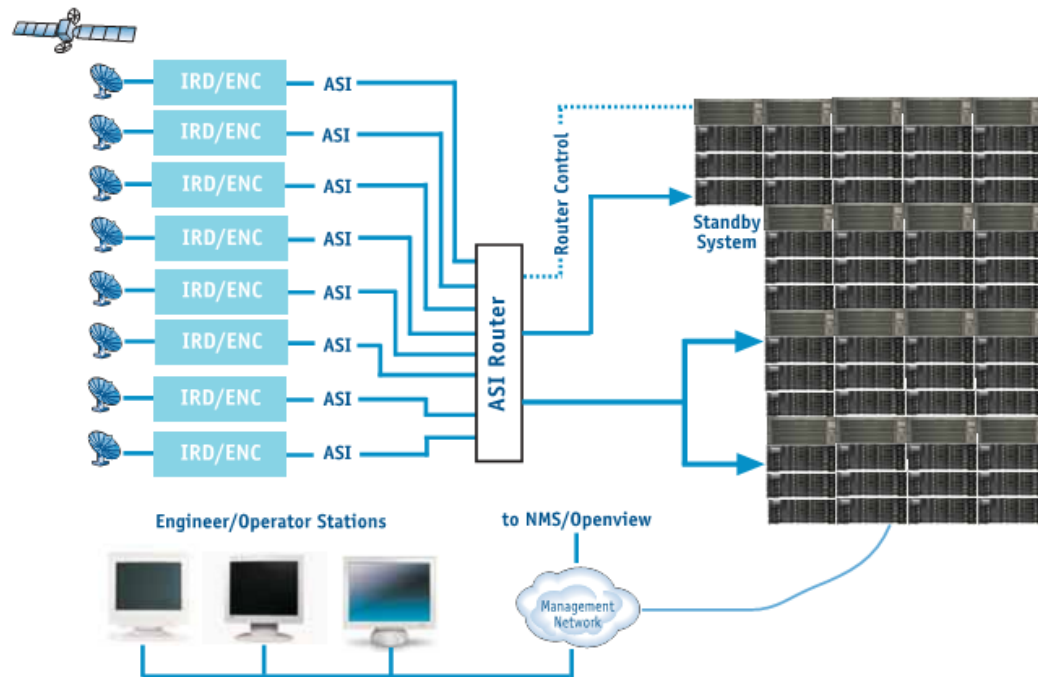 IRD/ENC ASI
IRD/ENC ASI
IRD/ENC ASI
IRD/ENC ASI
IRD/ENC ASI
IRD/ENC ASI
IRD/ENC ASI
IRD/ENC ASI
ASI Router
Router Control
Standby
System
Engineer/Operator Stations
to NMS/Openview
Management
Network